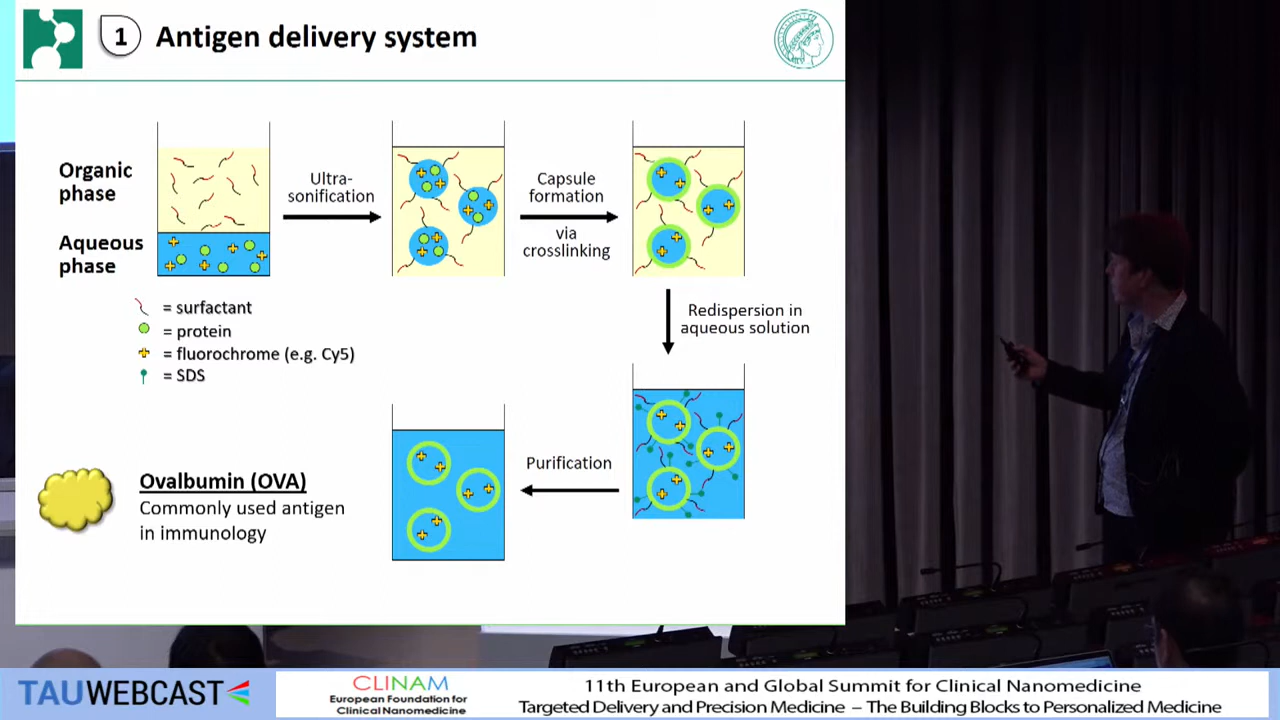 1
Antigen delivery system
Organic
phase
Aqueous
phase
Ultra-
sonification
Capsule
formation
via
crosslinking
Redispersion in
aqueous solution
= surfactant
= protein
= fluorochrome (e.g. Cy5)
= SDS
Purification
Ovalbumin (OVA)
Commonly used antigen
in immunology
TAUWEBCAST
CLINAM
European Foundation for
Clinical Nanomedicine
11th European and Global Summit for Clinical Nanomedicine
Targeted Delivery and Precision Medicine – The Building Blocks to Personalized Medicine